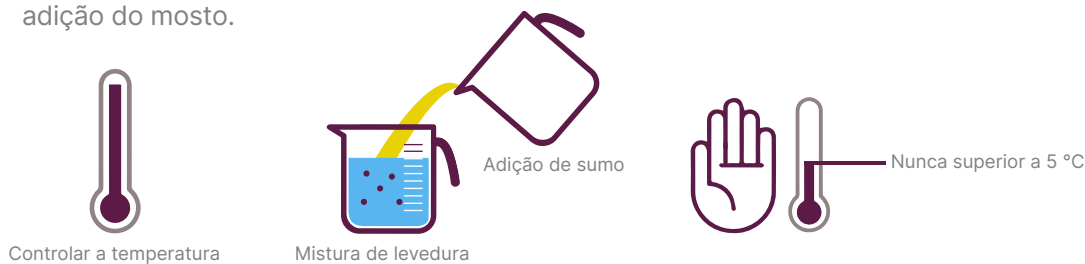 adição do mosto.
Adição de sumo
Nunca superior a 5 °C
Controlar a temperatura
Mistura de levedura